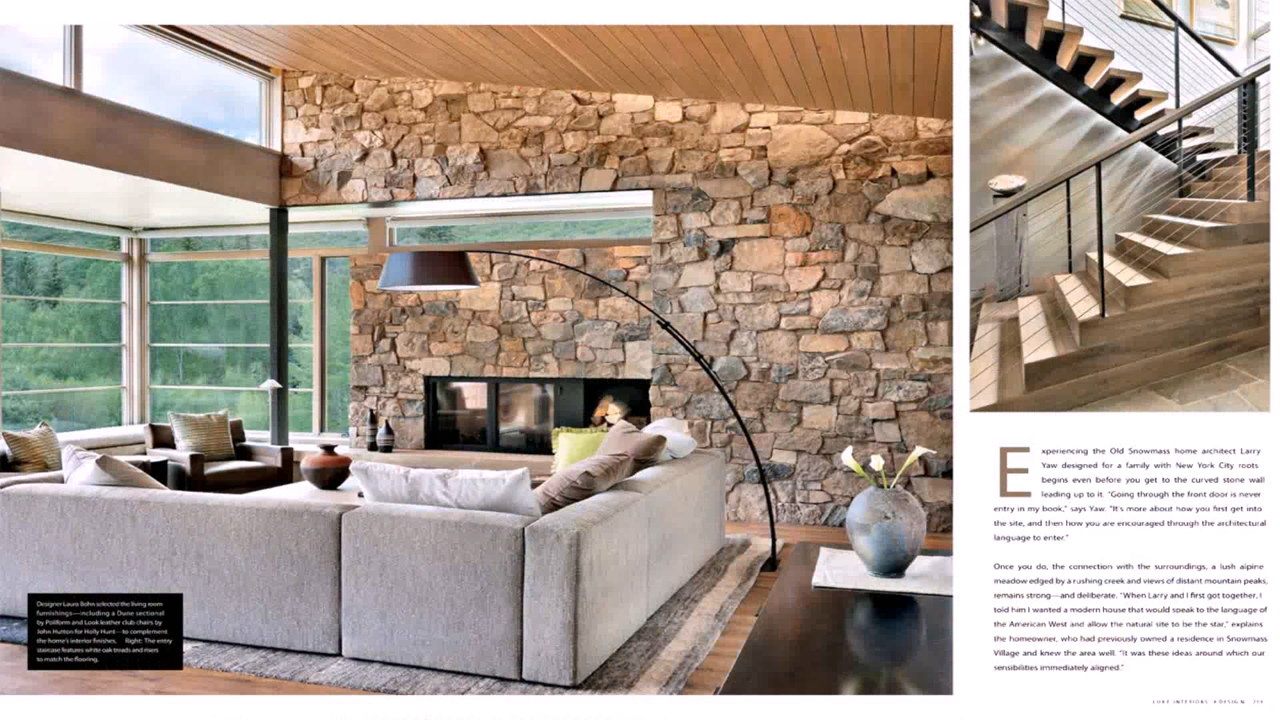 Designer Laura Bohn selected the living room
furnishings—including a Dune sectional
by Poliform and Look leather club chairs by
John Hutton for Holly Hunt—to complement
the home's interior finishes. Right: The entry
staircase features white oak treads and risers
to match the flooring.
Experiencing the Old Snowmass home architect Larry
Yaw designed for a family with New York City roots
begins even before you get to the curved stone wall
leading up to it. "Going through the front door is never
entry in my book," says Yaw. "It's more about how you first get into
the site, and then how you are encouraged through the architectural
language to enter."
Once you do, the connection with the surroundings, a lush alpine
meadow edged by a rushing creek and views of distant mountain peaks,
remains strong—and deliberate. "When Larry and I first got together, I
told him I wanted a modern house that would speak to the language of
the American West and allow the natural site to be the star," explains
the homeowner, who had previously owned a residence in Snowmass
Village and knew the area well. "It was these ideas around which our
sensibilities immediately aligned."
LUXE INTERIORS + DESIGN